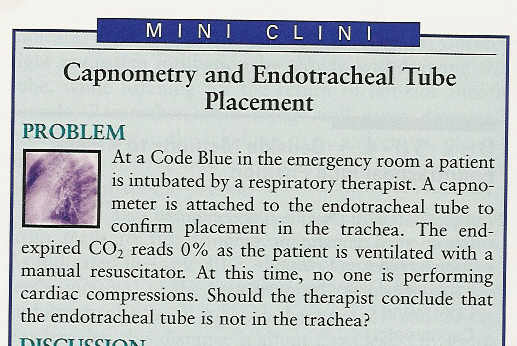 MINI CLINI
Capnometry and Endotracheal Tube
Placement
PROBLEM
At a Code Blue in the emergency room a patient
is intubated by a respiratory therapist. A capno-
meter is attached to the endotracheal tube to
confirm placement in the trachea. The end-
expired CO₂ reads 0% as the patient is ventilated with a
manual resuscitator. At this time, no one is performing
cardiac compressions. Should the therapist conclude that
the endotracheal tube is not in the trachea?
DISCUSSION